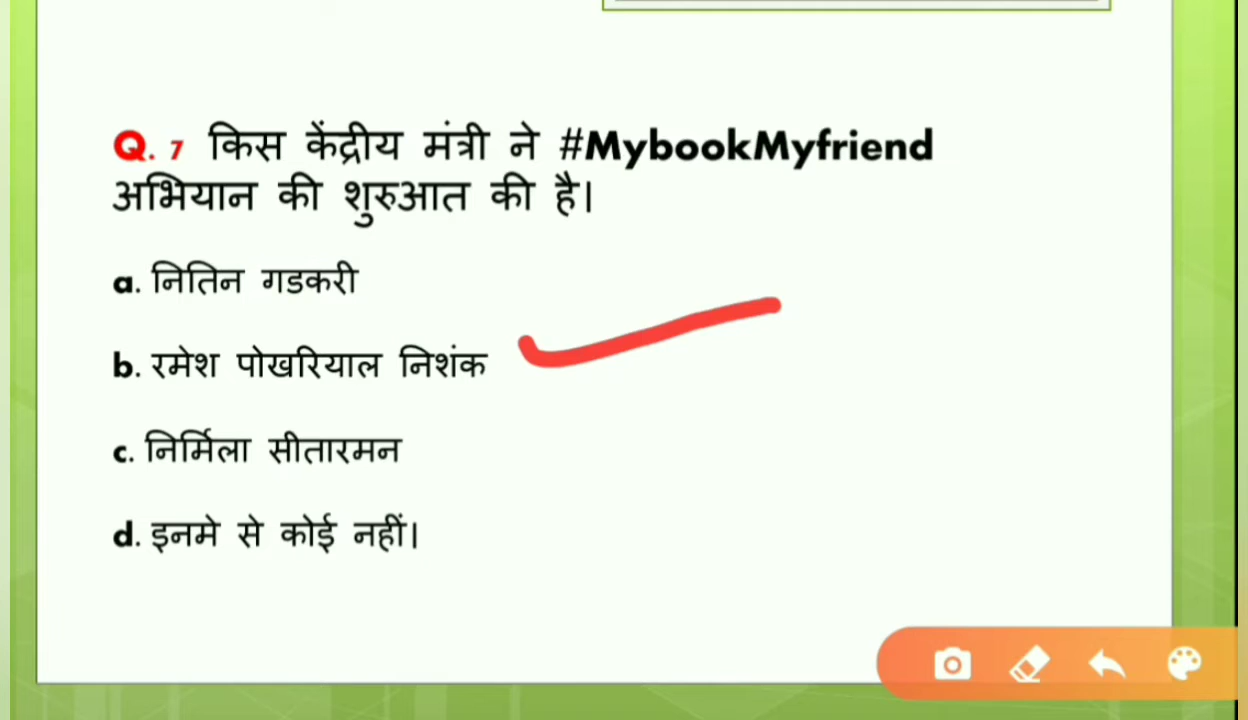 Q. 7 किस केंद्रीय मंत्री ने #MybookMyfriend
अभियान की शुरुआत की है।
a. नितिन गडकरी
b. रमेश पोखरियाल निशंक
c. निर्मिला सीतारमन
d. इनमे से कोई नहीं।